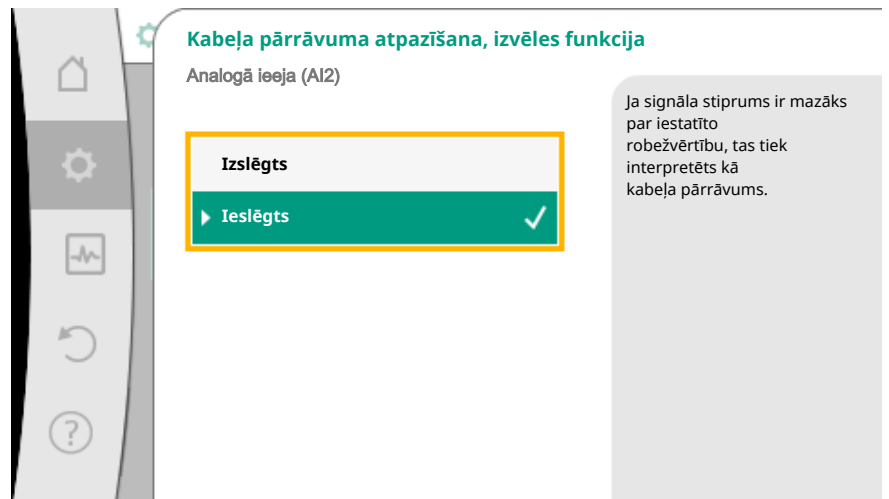 Kabeļa pārrāvuma atpazīšana, izvēles funkcija
Analogā ieeja (AI2)
Izslēgts
Ieslēgts
Ja signāla stiprums ir mazāks
par iestatīto
robežvērtību, tas tiek
interpretēts kā
kabeļa pārrāvums.